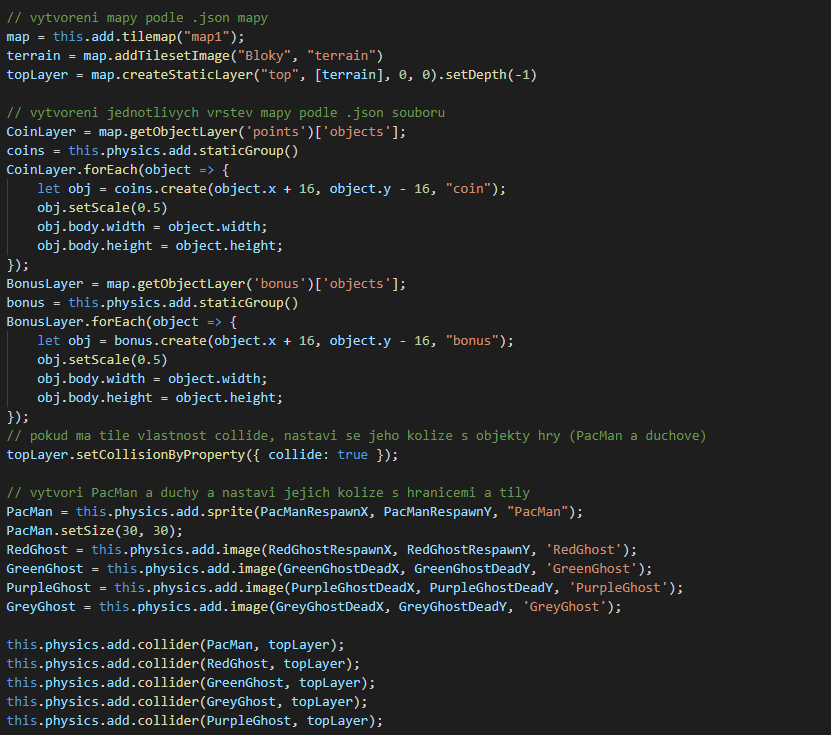 // vytvoreni mapy podle .json mapy
map = this.add.tilemap("map1");
terrain = map.addTilesetImage("Bloky", "terrain")
topLayer = map.createStaticLayer("top", [terrain], 0, 0).setDepth(-1)
// vytvoreni jednotlivych vrstev mapy podle .json souboru
CoinLayer = map.getObjectLayer('points')['objects'];
coins = this.physics.add.staticGroup()
CoinLayer.forEach(object => {
    let obj = coins.create(object.x + 16, object.y - 16, "coin");
    obj.setScale(0.5)
    obj.body.width = object.width;
    obj.body.height = object.height;
});
BonusLayer = map.getObjectLayer('bonus')['objects'];
bonus = this.physics.add.staticGroup()
BonusLayer.forEach(object => {
    let obj = bonus.create(object.x + 16, object.y - 16, "bonus");
    obj.setScale(0.5)
    obj.body.width = object.width;
    obj.body.height = object.height;
});
// pokud ma tile vlastnost collide, nastavi se jeho kolize s objekty hry (PacMan a duchove)
topLayer.setCollisionByProperty({ collide: true });
// vytvori PacMan a duchy a nastavi jejich kolize s hranicemi a tily
PacMan = this.physics.add.sprite(PacManRespawnX, PacManRespawnY, "PacMan");
PacMan.setSize(30, 30);
RedGhost = this.physics.add.image(RedGhostRespawnX, RedGhostRespawnY, 'RedGhost');
GreenGhost = this.physics.add.image(GreenGhostDeadX, GreenGhostDeadY, 'GreenGhost');
PurpleGhost = this.physics.add.image(PurpleGhostDeadX, PurpleGhostDeadY, 'PurpleGhost');
GreyGhost = this.physics.add.image(GreyGhostDeadX, GreyGhostDeadY, 'GreyGhost');
this.physics.add.collider(PacMan, topLayer);
this.physics.add.collider(RedGhost, topLayer);
this.physics.add.collider(GreenGhost, topLayer);
this.physics.add.collider(GreyGhost, topLayer);
this.physics.add.collider(PurpleGhost, topLayer);